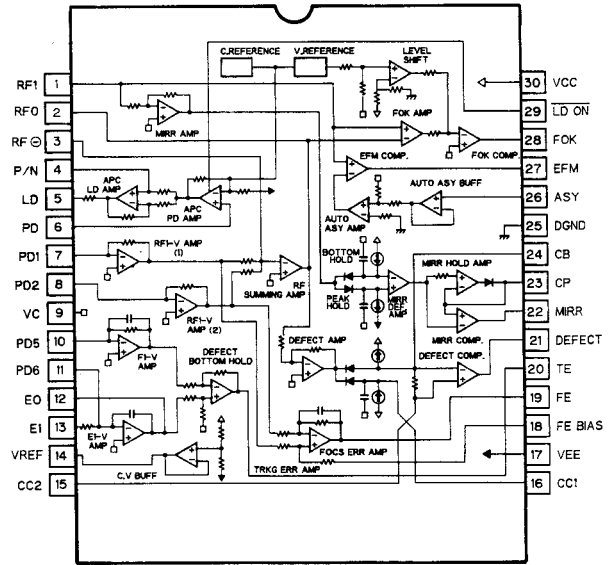 C.REFERENCE
V.REFERENCE
LEVEL
SHIFT
RF1 1
RFO 2
RF⊖ 3
P/N 4
LD 5
PD 6
PD1 7
PD2 8
VC 9
PD5 10
PD6 11
EO 12
E1 13
VREF 14
CC2 15
30 VCC
29 LD ON
28 FOK
27 EFM
26 ASY
25 DGND
24 CB
23 CP
22 MIRR
21 DEFECT
20 TE
19 FE
18 FE BIAS
17 VEE
16 CC1
MIRR AMP
FOK AMP
FOK COMP.
EFM COMP.
APC
LD AMP
APC
PD AMP
AUTO ASY BUFF
AUTO
ASY AMP
RF1-V AMP
(1)
BOTTOM
HOLD
RF
SUMMING AMP
PEAK
HOLD
MIRR
DEF
AMP
MIRR HOLD AMP
MIRR COMP.
RF1-V AMP
(2)
F1-V
AMP
DEFECT
BOTTOM HOLD
DEFECT AMP
DEFECT COMP.
E1-V
AMP
FOCS ERR AMP
C,V BUFF
TRKG ERR AMP